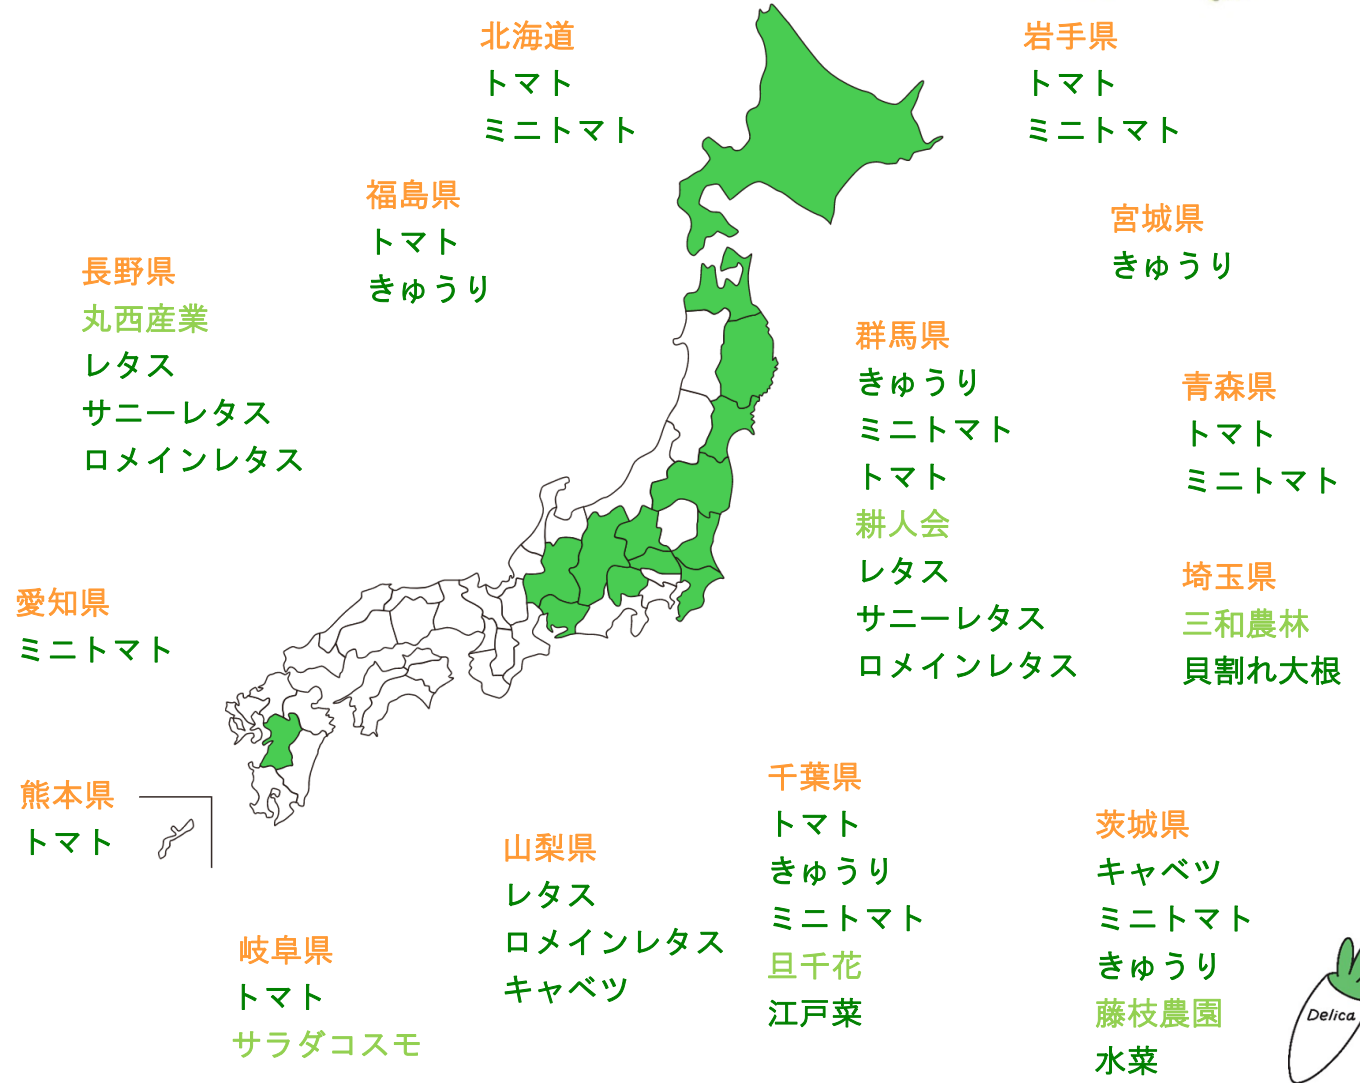 北海道
トマト
ミニトマト
岩手県
トマト
ミニトマト
福島県
トマト
きゅうり
宮城県
きゅうり
長野県
丸西産業
レタス
サニーレタス
ロメインレタス
群馬県
きゅうり
ミニトマト
トマト
耕人会
レタス
サニーレタス
ロメインレタス
青森県
トマト
ミニトマト
埼玉県
三和農林
貝割れ大根
愛知県
ミニトマト
熊本県
トマト
岐阜県
トマト
サラダコスモ
山梨県
レタス
ロメインレタス
キャベツ
千葉県
トマト
きゅうり
ミニトマト
旦千花
江戸菜
茨城県
キャベツ
ミニトマト
きゅうり
藤枝農園
水菜
Delica